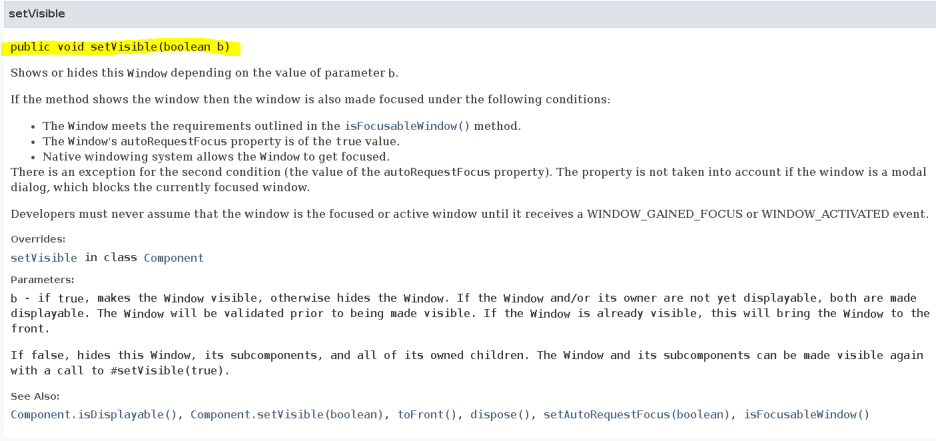 setVisible
public void setVisible(boolean b)
Shows or hides this Window depending on the value of parameter b.
If the method shows the window then the window is also made focused under the following conditions:
• The Window meets the requirements outlined in the isFocusableWindow() method.
• The Window's autoRequestFocus property is of the true value.
• Native windowing system allows the Window to get focused.
There is an exception for the second condition (the value of the autoRequestFocus property). The property is not taken into account if the window is a modal
dialog, which blocks the currently focused window.
Developers must never assume that the window is the focused or active window until it receives a WINDOW_GAINED_FOCUS or WINDOW_ACTIVATED event.
Overrides:
setVisible in class Component
Parameters:
b - if true, makes the Window visible, otherwise hides the Window. If the Window and/or its owner are not yet displayable, both are made
displayable. The Window will be validated prior to being made visible. If the Window is already visible, this will bring the Window to the
front.
If false, hides this Window, its subcomponents, and all of its owned children. The Window and its subcomponents can be made visible again
with a call to #setVisible(true).
See Also:
Component.isDisplayable(), Component.setVisible(boolean), toFront(), dispose(), setAutoRequestFocus(boolean), isFocusableWindow()